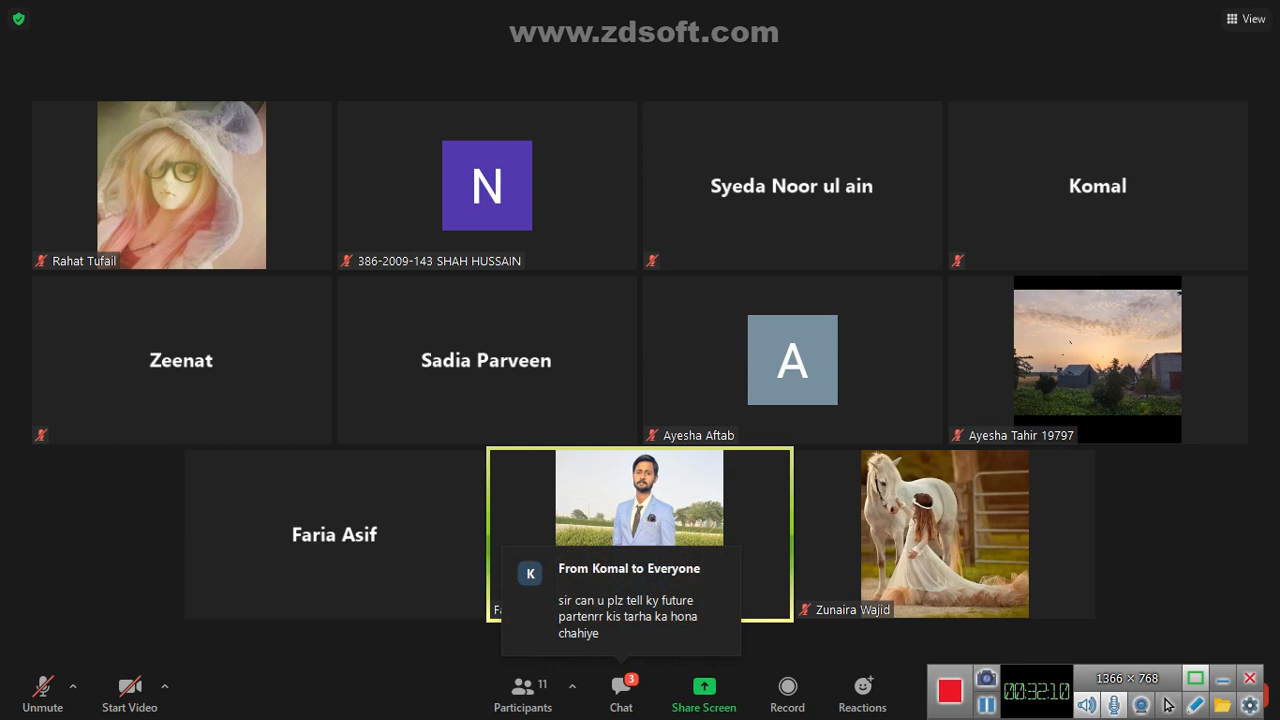 www.zdsoft.com
View
N
Syeda Noor ul ain
Komal
Rahat Tufail
386-2009-143 SHAH HUSSAIN
Zeenat
Sadia Parveen
A
Ayesha Aftab
Ayesha Tahir 19797
Faria Asif
Fa
K
From Komal to Everyone
sir can u plz tell ky future
partenrr kis tarha ka hona
chahiye
Zunaira Wajid
Unmute
Start Video
11
Participants
3
Chat
Share Screen
Record
Reactions
00:32:10
1366 × 768